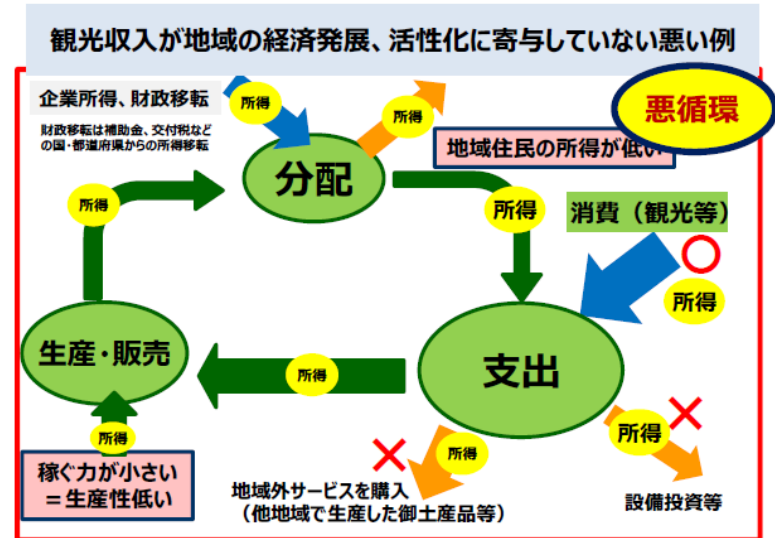 観光収入が地域の経済発展、活性化に寄与していない悪い例
悪循環
企業所得、財政移転
財政移転は補助金、交付税など
の国・都道府県からの所得移転
所得
所得
地域住民の所得が低い
分配
所得
所得
消費（観光等）
所得
生産・販売
所得
支出
所得
稼ぐ力が小さい
＝生産性低い
所得
所得
地域外サービスを購入
（他地域で生産した御土産品等）
設備投資等